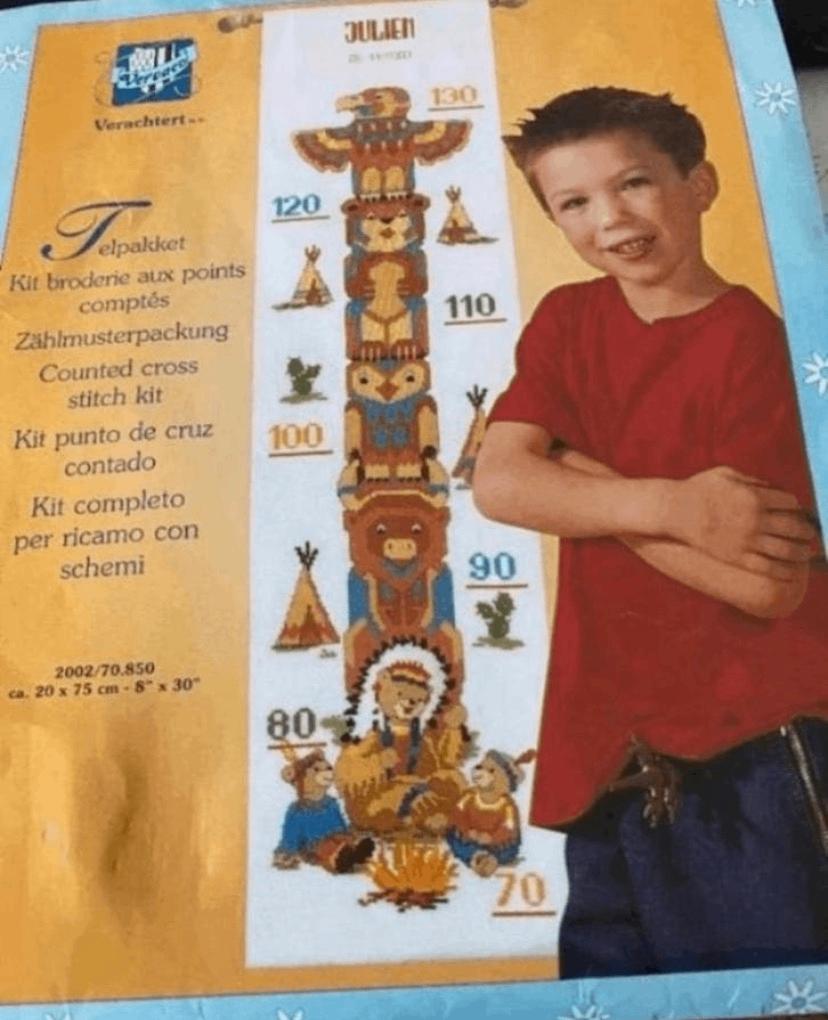 JULIEN
Vervaco
Verachtert
130
120
110
100
90
80
70
Telpakket
Kit broderie aux points
comptés
Zählmusterpackung
Counted cross
stitch kit
Kit punto de cruz
contado
Kit completo
per ricamo con
schemi
2002/70.850
ca. 20 x 75 cm - 8" x 30"